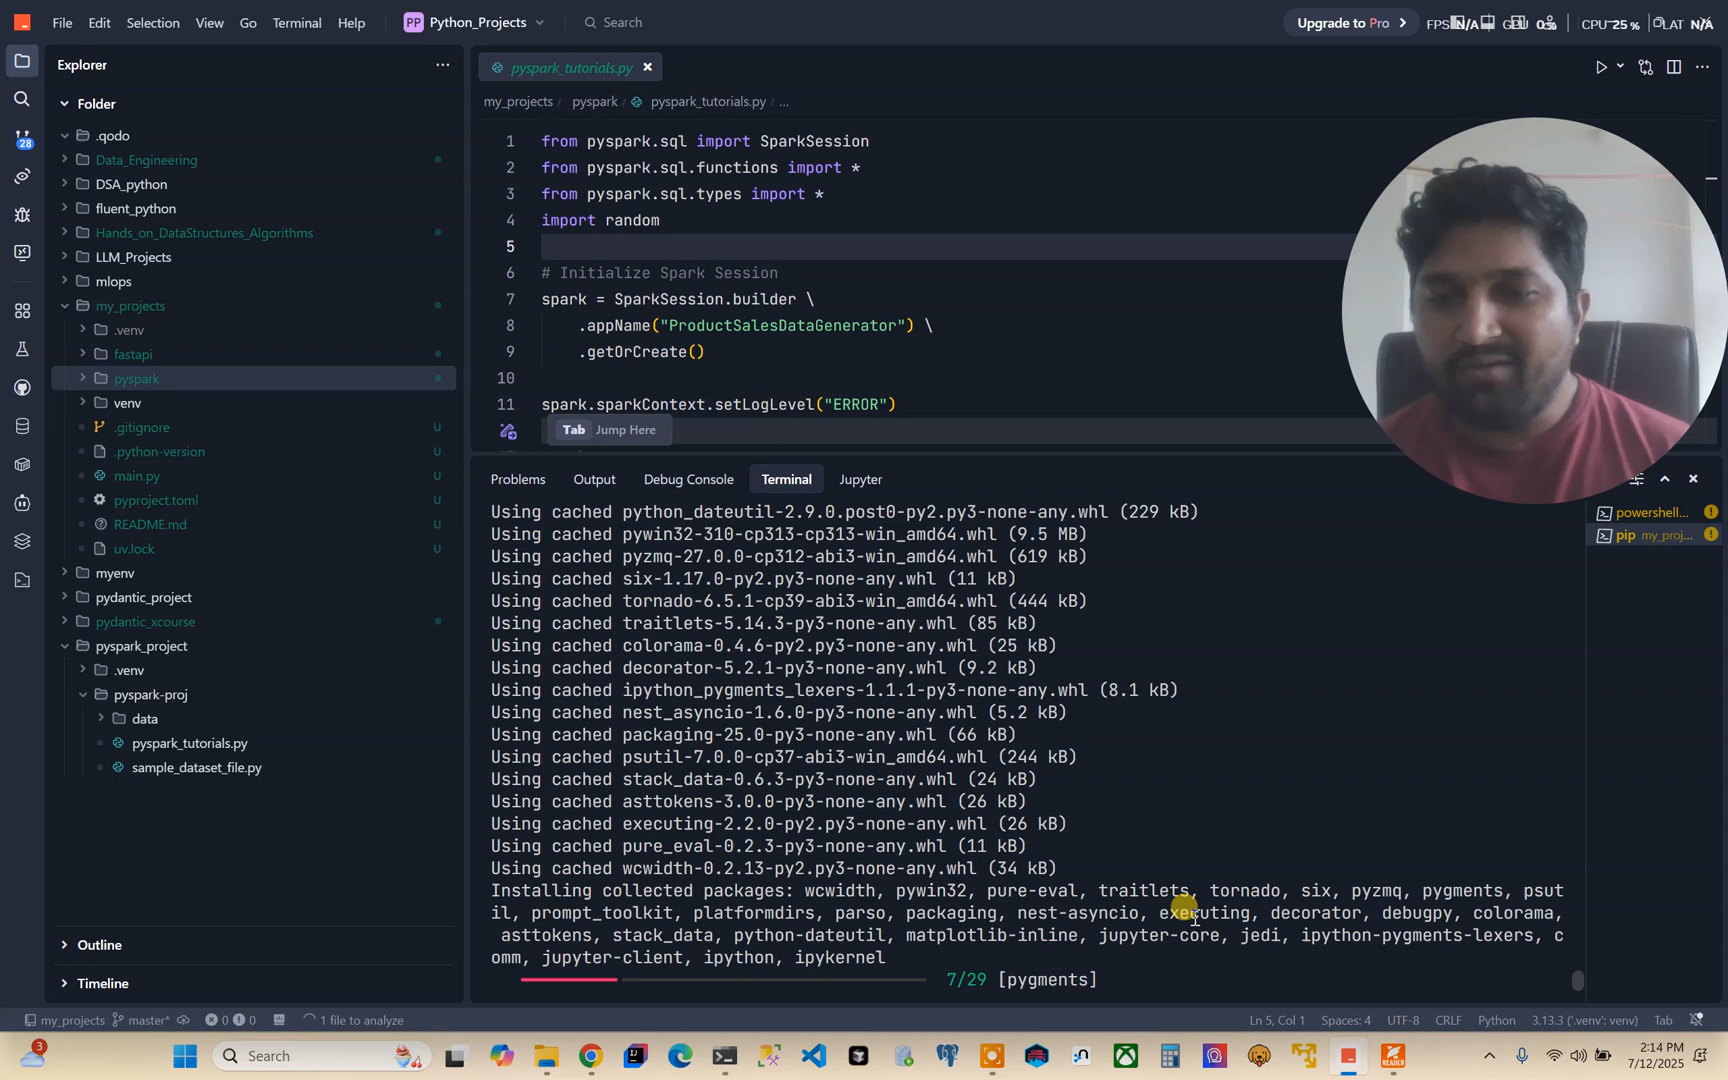 File Edit Selection View Go Terminal Help PP Python_Projects Search Upgrade to Pro FPS N/A GPU 0% CPU 25 % LAT N/A
Explorer
pyspark_tutorials.py
Folder
my_projects pyspark pyspark_tutorials.py ...
.qodo
28
Data_Engineering
DSA_python
fluent_python
Hands_on_DataStructures_Algorithms
LLM_Projects
mlops
my_projects
.venv
fastapi
pyspark
venv
.gitignore U
.python-version U
main.py U
pyproject.toml U
README.md U
uv.lock U
myenv
pydantic_project
pydantic_xcourse
pyspark_project
.venv
pyspark-proj
data
pyspark_tutorials.py
sample_dataset_file.py
Outline
Timeline
1 from pyspark.sql import SparkSession
2 from pyspark.sql.functions import *
3 from pyspark.sql.types import *
4 import random
5
6 # Initialize Spark Session
7 spark = SparkSession.builder \
8 .appName("ProductSalesDataGenerator") \
9 .getOrCreate()
10
11 spark.sparkContext.setLogLevel("ERROR")
Tab Jump Here
Problems Output Debug Console Terminal Jupyter
powershell...
pip my_proj...
Using cached python_dateutil-2.9.0.post0-py2.py3-none-any.whl (229 kB)
Using cached pywin32-310-cp313-cp313-win_amd64.whl (9.5 MB)
Using cached pyzmq-27.0.0-cp312-abi3-win_amd64.whl (619 kB)
Using cached six-1.17.0-py2.py3-none-any.whl (11 kB)
Using cached tornado-6.5.1-cp39-abi3-win_amd64.whl (444 kB)
Using cached traitlets-5.14.3-py3-none-any.whl (85 kB)
Using cached colorama-0.4.6-py2.py3-none-any.whl (25 kB)
Using cached decorator-5.2.1-py3-none-any.whl (9.2 kB)
Using cached ipython_pygments_lexers-1.1.1-py3-none-any.whl (8.1 kB)
Using cached nest_asyncio-1.6.0-py3-none-any.whl (5.2 kB)
Using cached packaging-25.0-py3-none-any.whl (66 kB)
Using cached psutil-7.0.0-cp37-abi3-win_amd64.whl (244 kB)
Using cached stack_data-0.6.3-py3-none-any.whl (24 kB)
Using cached asttokens-3.0.0-py3-none-any.whl (26 kB)
Using cached executing-2.2.0-py2.py3-none-any.whl (26 kB)
Using cached pure_eval-0.2.3-py3-none-any.whl (11 kB)
Using cached wcwidth-0.2.13-py2.py3-none-any.whl (34 kB)
Installing collected packages: wcwidth, pywin32, pure-eval, traitlets, tornado, six, pyzmq, pygments, psut
il, prompt_toolkit, platformdirs, parso, packaging, nest-asyncio, executing, decorator, debugpy, colorama,
asttokens, stack_data, python-dateutil, matplotlib-inline, jupyter-core, jedi, ipython-pygments-lexers, c
omm, jupyter-client, ipython, ipykernel
7/29 [pygments]
my_projects master* 0 0 1 file to analyze Ln 5, Col 1 Spaces: 4 UTF-8 CRLF Python 3.13.3 ('.venv': venv) Tab
3 Search READER 2:14 PM
7/12/2025